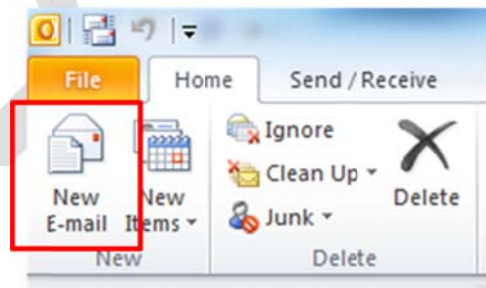 File Home Send / Receive
Ignore
Clean Up
Junk
New E-mail
New Items
Delete
New Delete